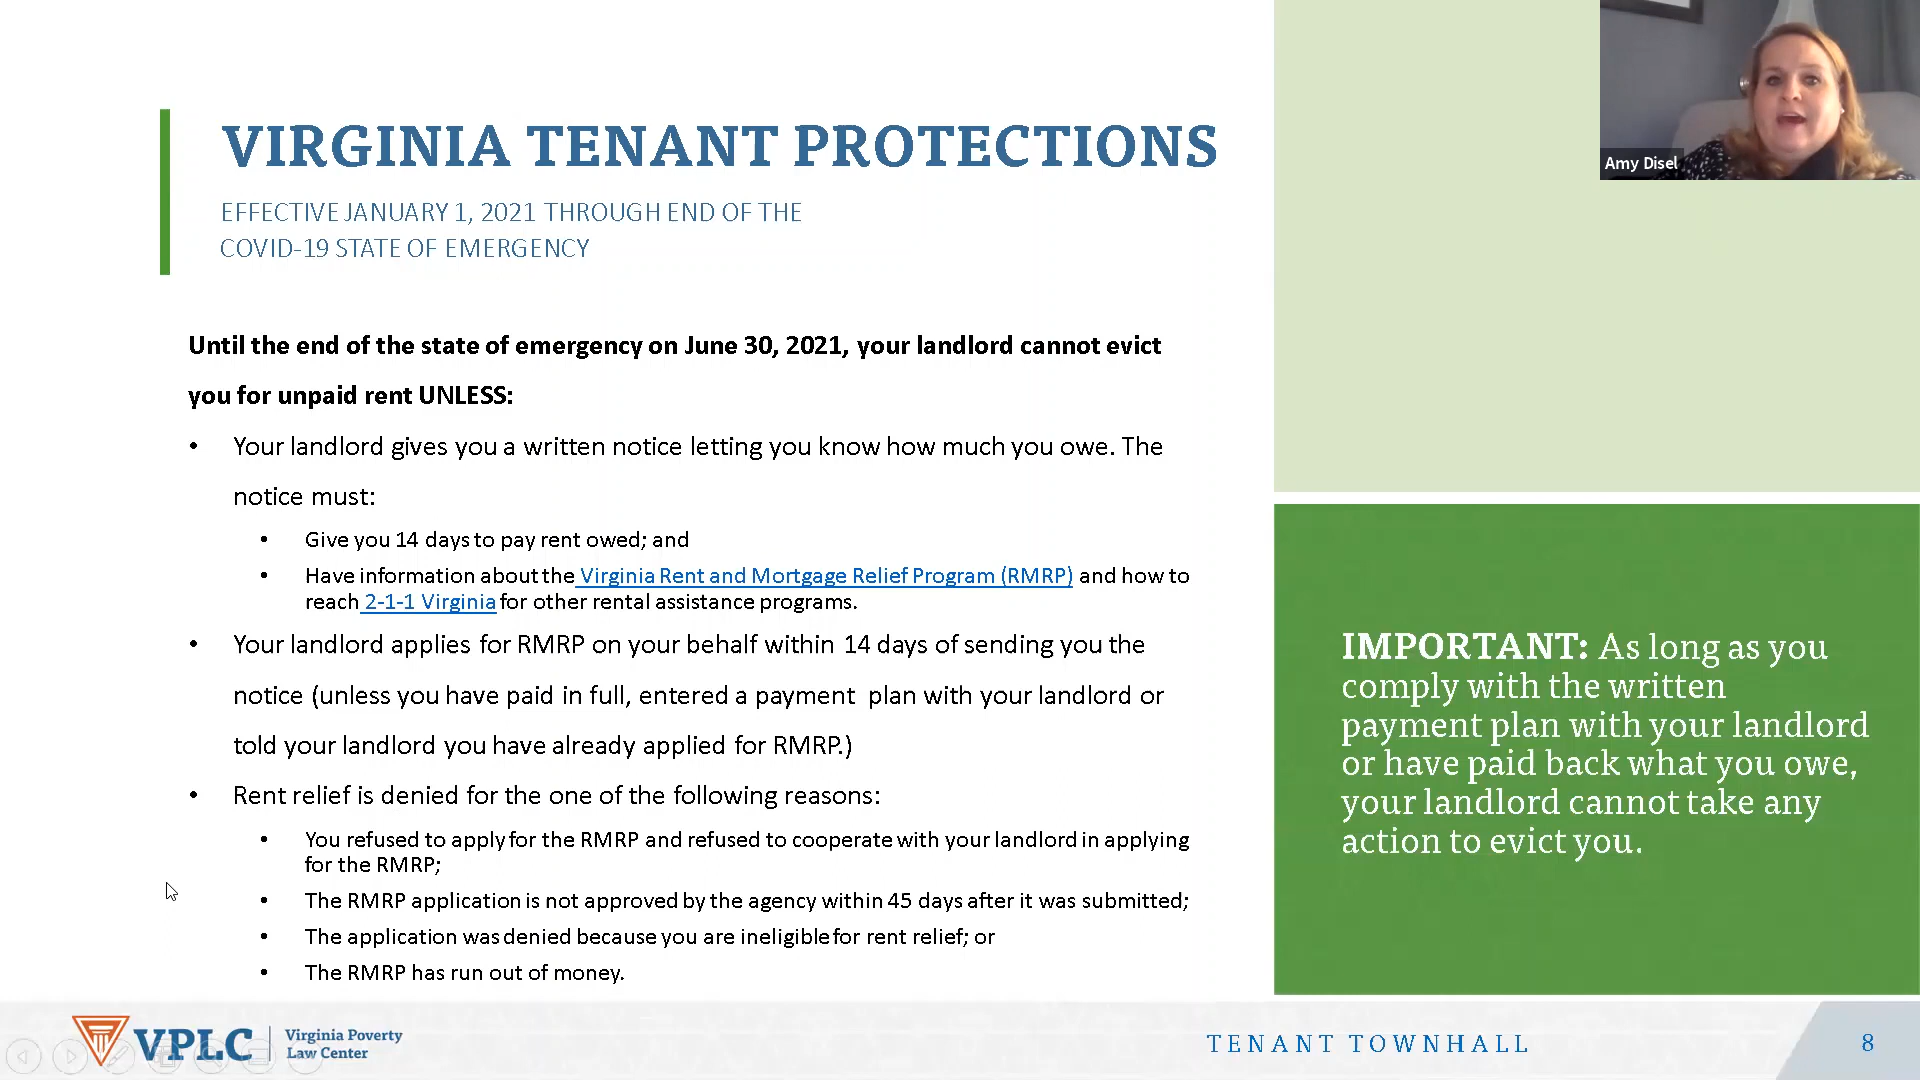 VIRGINIA TENANT PROTECTIONS
EFFECTIVE JANUARY 1, 2021 THROUGH END OF THE
COVID-19 STATE OF EMERGENCY
Until the end of the state of emergency on June 30, 2021, your landlord cannot evict
you for unpaid rent UNLESS:
• Your landlord gives you a written notice letting you know how much you owe. The
notice must:
• Give you 14 days to pay rent owed; and
• Have information about the Virginia Rent and Mortgage Relief Program (RMRP) and how to
reach 2-1-1 Virginia for other rental assistance programs.
• Your landlord applies for RMRP on your behalf within 14 days of sending you the
notice (unless you have paid in full, entered a payment plan with your landlord or
told your landlord you have already applied for RMRP.)
• Rent relief is denied for the one of the following reasons:
• You refused to apply for the RMRP and refused to cooperate with your landlord in applying
for the RMRP;
• The RMRP application is not approved by the agency within 45 days after it was submitted;
• The application was denied because you are ineligible for rent relief; or
• The RMRP has run out of money.
Amy Disel
IMPORTANT: As long as you
comply with the written
payment plan with your landlord
or have paid back what you owe,
your landlord cannot take any
action to evict you.
VPLC
Virginia Poverty
Law Center
TENANT TOWNHALL
8